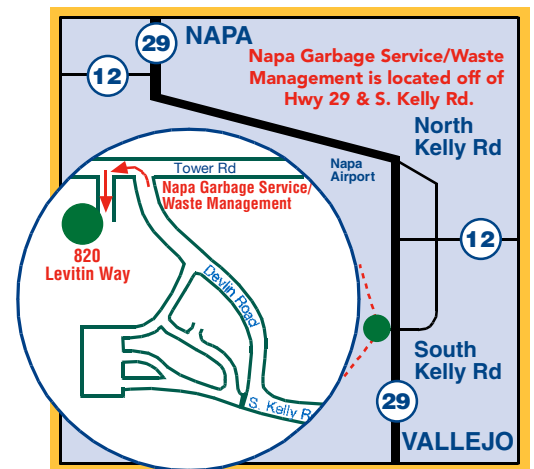 29
NAPA
12
Napa Garbage Service/Waste
Management is located off of
Hwy 29 & S. Kelly Rd.
North
Kelly Rd
Napa
Airport
Tower Rd
Napa Garbage Service/
Waste Management
820
Levitin Way
12
Devlin Road
South
Kelly Rd
S. Kelly R
29
VALLEJO